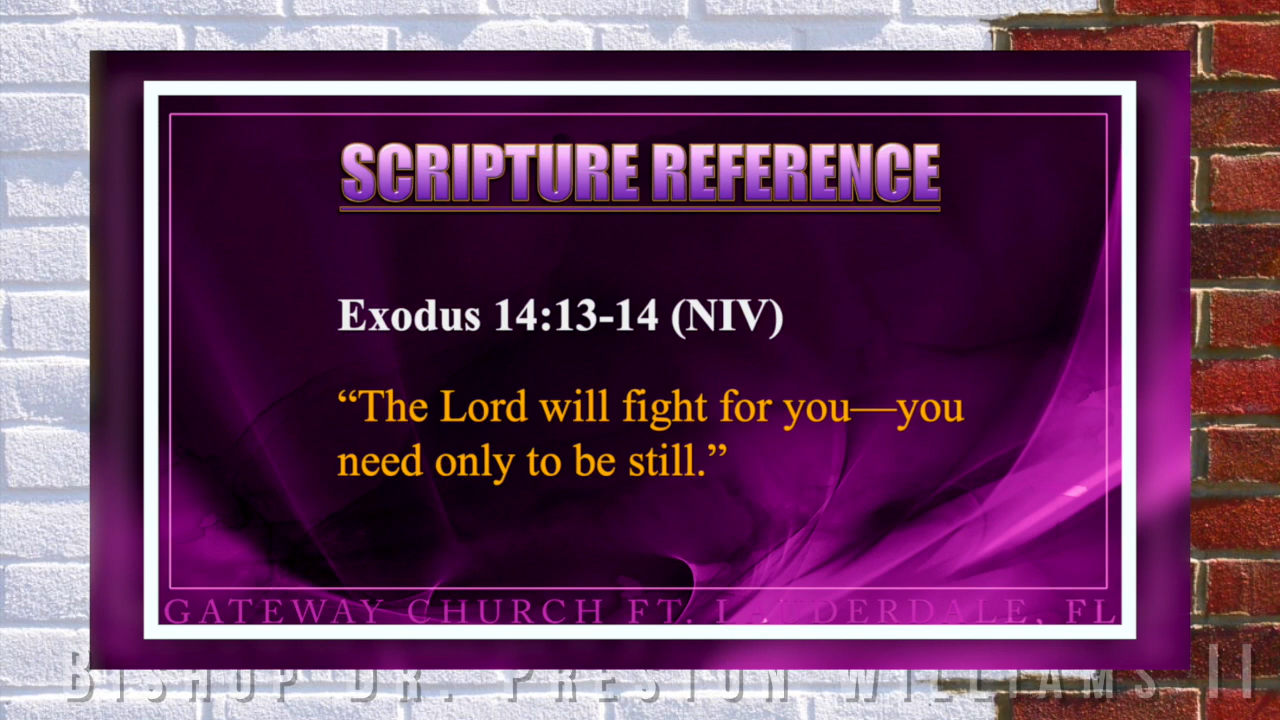 SCRIPTURE REFERENCE
Exodus 14:13-14 (NIV)
“The Lord will fight for you—you
need only to be still.”
GATEWAY CHURCH FT. LAUDERDALE, FL
BISHOP DR. PRESTON WILLIAMS II